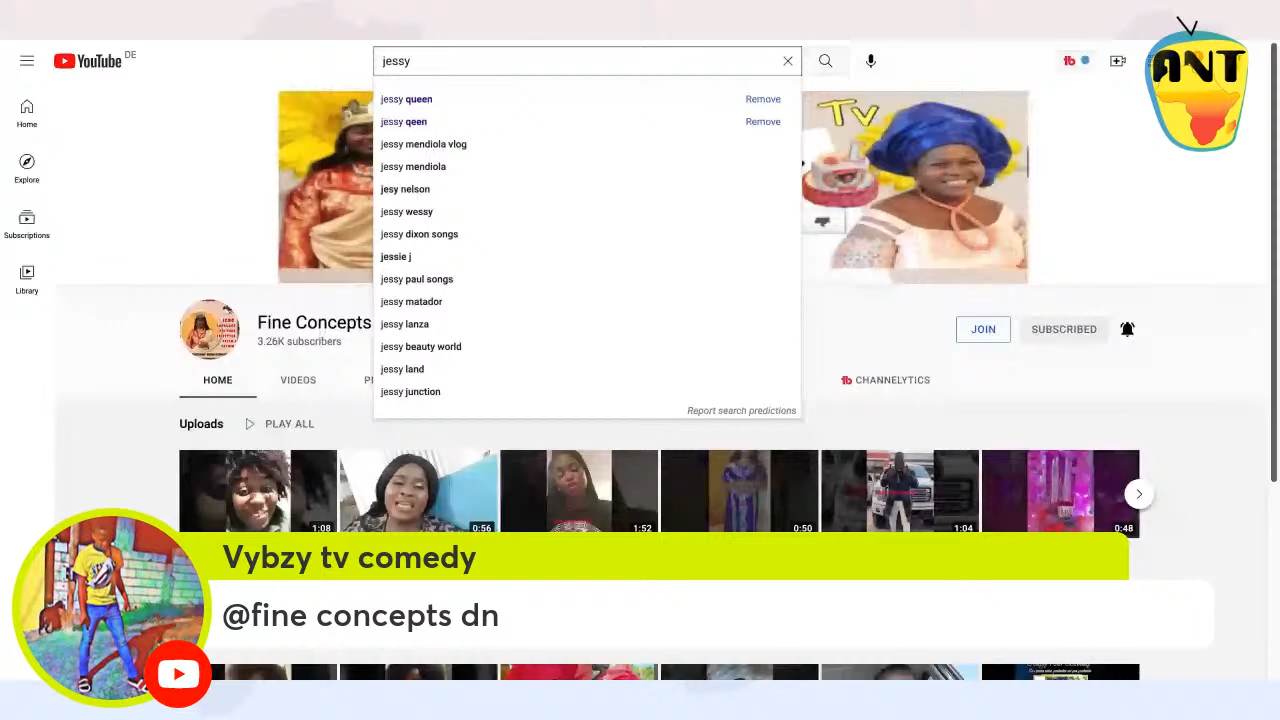 YouTube DE
jessy
ANT
Home
Explore
Subscriptions
Library
jessy queen Remove
jessy qeen Remove
jessy mendiola vlog
jessy mendiola
jesy nelson
jessy wessy
jessy dixon songs
jessie j
jessy paul songs
jessy matador
jessy lanza
jessy beauty world
jessy land
jessy junction
Report search predictions
Tv
Fine Concepts
3.26K subscribers
JOIN
SUBSCRIBED
HOME
VIDEOS
CHANNELYTICS
Uploads
PLAY ALL
1:08
0:56
1:52
0:50
1:04
0:48
Vybzy tv comedy
@fine concepts dn